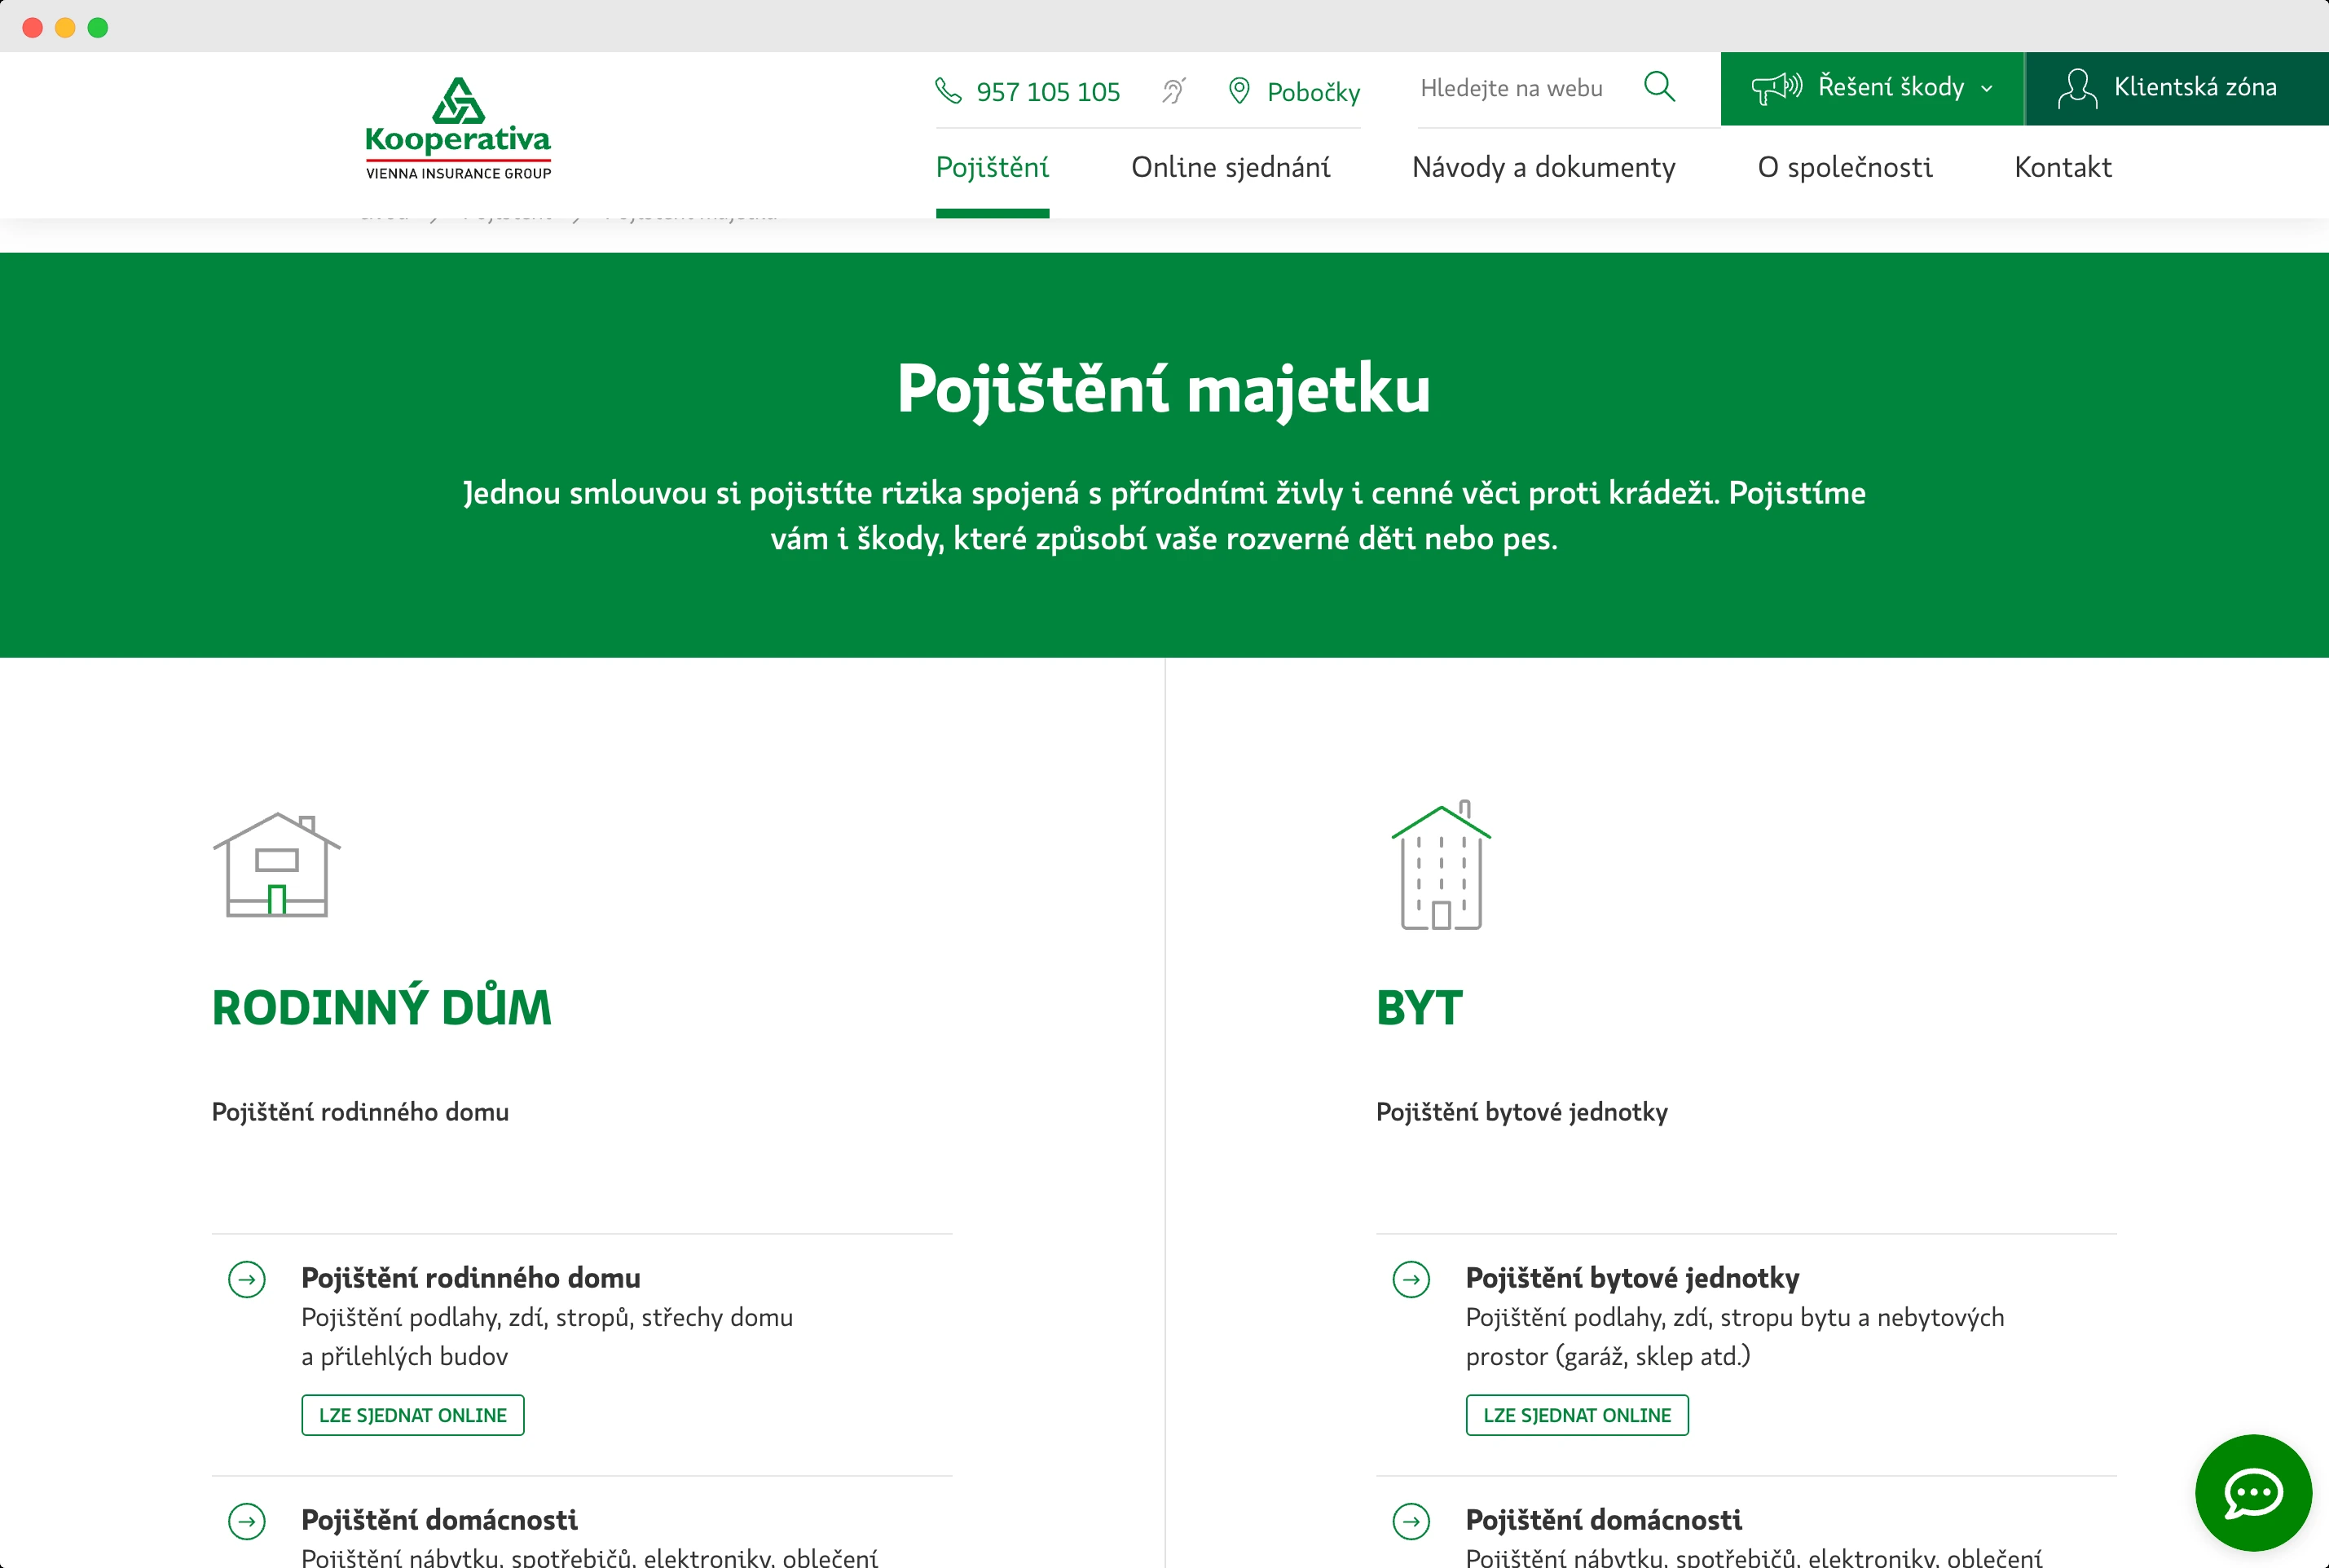 Kooperativa
VIENNA INSURANCE GROUP
957 105 105
Pobočky
Hledejte na webu
Řešení škody
Klientská zóna
Pojištění
Online sjednání
Návody a dokumenty
O společnosti
Kontakt
Pojištění majetku
Jednou smlouvou si pojistíte rizika spojená s přírodními živly i cenné věci proti krádeži. Pojistíme
vám i škody, které způsobí vaše rozverné děti nebo pes.
RODINNÝ DŮM
Pojištění rodinného domu
Pojištění rodinného domu
Pojištění podlahy, zdí, stropů, střechy domu
a přilehlých budov
LZE SJEDNAT ONLINE
Pojištění domácnosti
Pojištění nábytku, spotřebičů, elektroniky, oblečení
BYT
Pojištění bytové jednotky
Pojištění bytové jednotky
Pojištění podlahy, zdí, stropu bytu a nebytových
prostor (garáž, sklep atd.)
LZE SJEDNAT ONLINE
Pojištění domácnosti
Pojištění nábytku, spotřebičů, elektroniky, oblečení